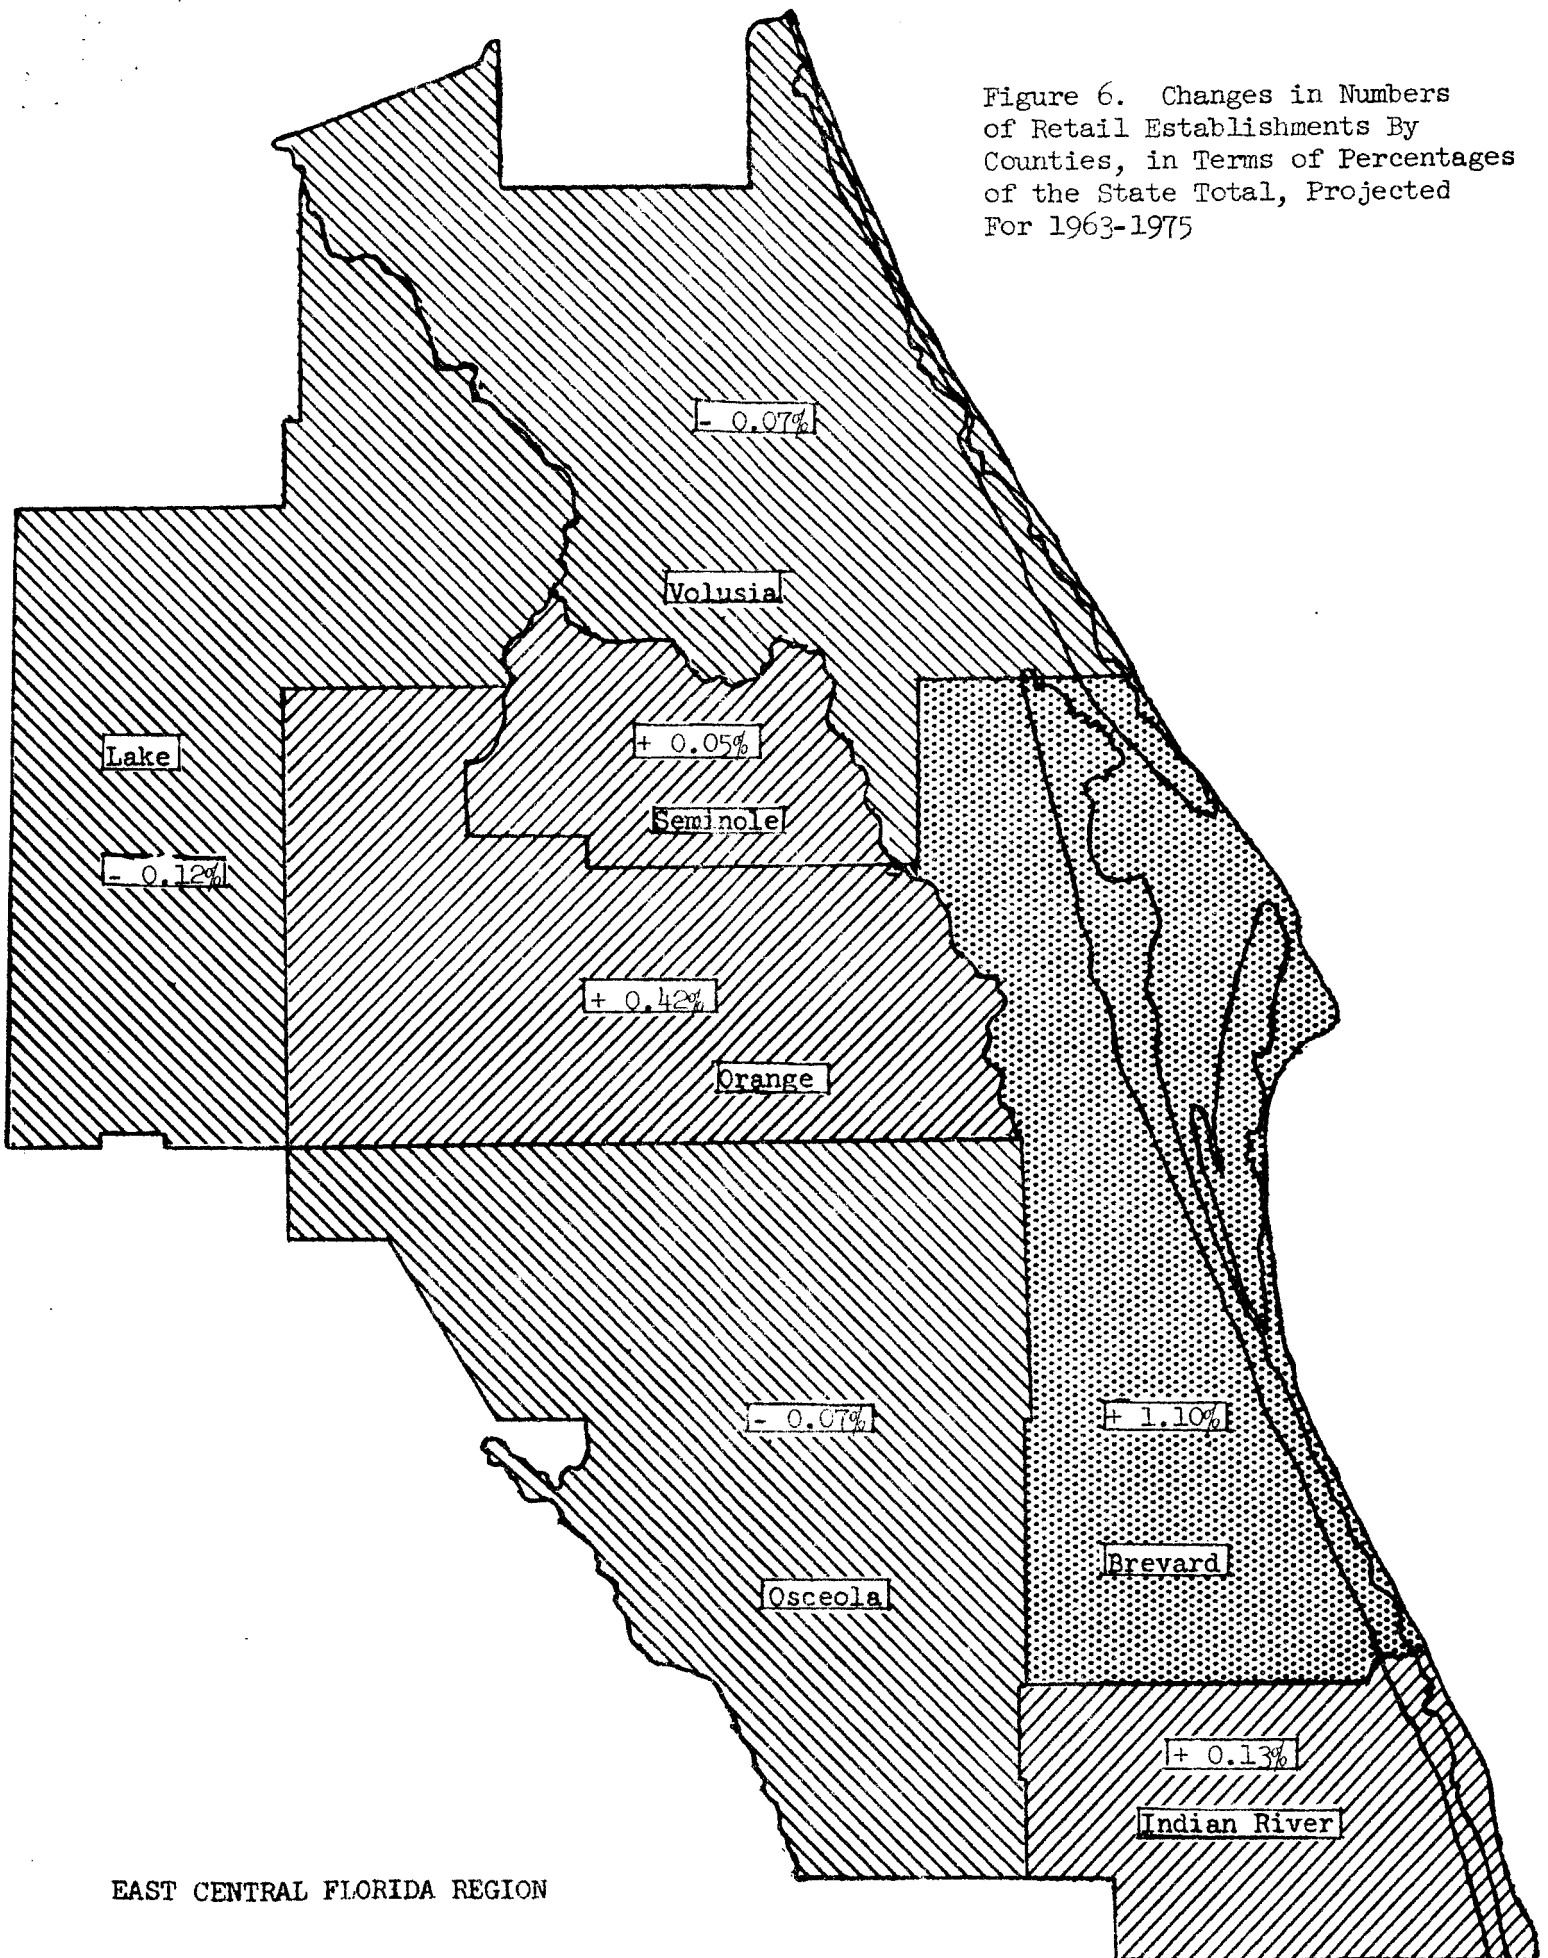 Figure 6. Changes in Numbers
of Retail Establishments By
Counties, in Terms of Percentages
of the State Total, Projected
For 1963-1975
- 0.07%
Volusia
+ 0.05%
Seminole
Lake
- 0.12%
+ 0.42%
Orange
- 0.07%
Osceola
+ 1.10%
Brevard
+ 0.13%
Indian River
EAST CENTRAL FLORIDA REGION